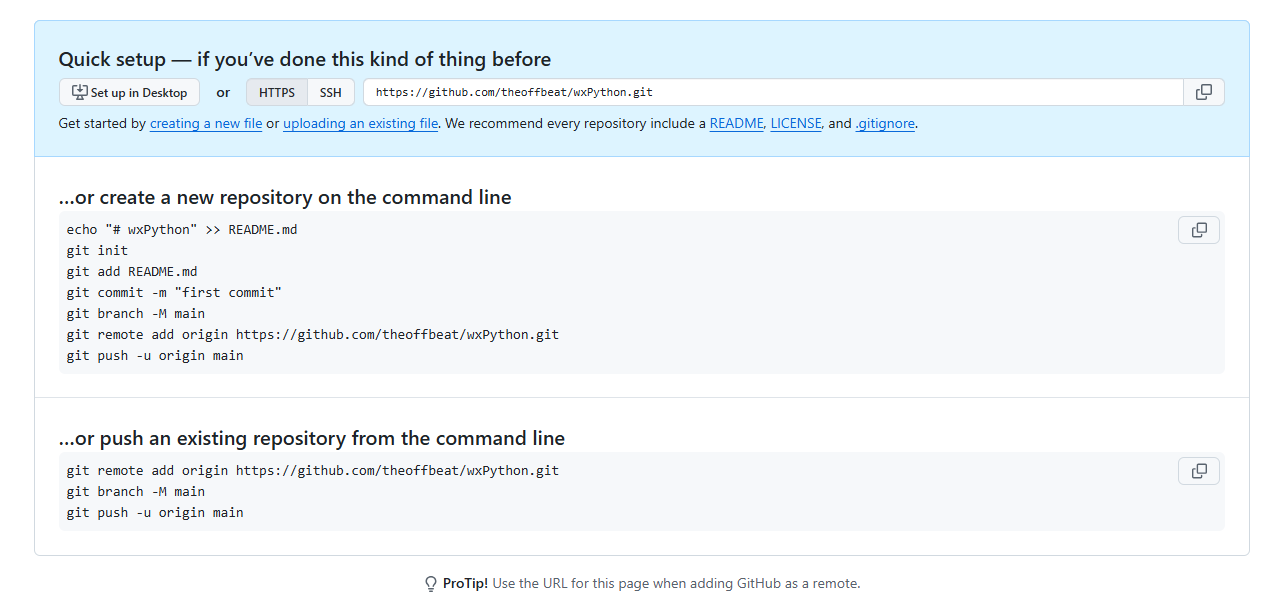 Quick setup — if you’ve done this kind of thing before
Set up in Desktop or HTTPS SSH https://github.com/theoffbeat/wxPython.git
Get started by creating a new file or uploading an existing file. We recommend every repository include a README, LICENSE, and .gitignore.
…or create a new repository on the command line
echo "# wxPython" >> README.md
git init
git add README.md
git commit -m "first commit"
git branch -M main
git remote add origin https://github.com/theoffbeat/wxPython.git
git push -u origin main
…or push an existing repository from the command line
git remote add origin https://github.com/theoffbeat/wxPython.git
git branch -M main
git push -u origin main
ProTip! Use the URL for this page when adding GitHub as a remote.